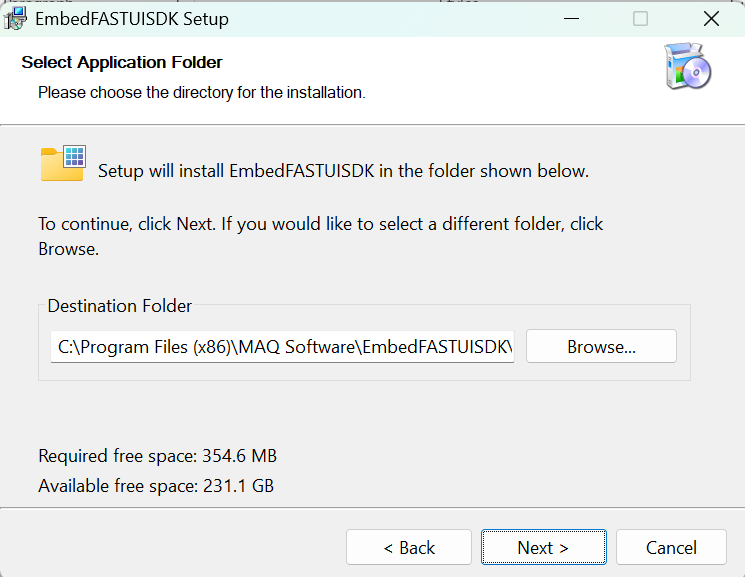 EmbedFASTUISDK Setup
Select Application Folder
Please choose the directory for the installation.
Setup will install EmbedFASTUISDK in the folder shown below.
To continue, click Next. If you would like to select a different folder, click
Browse.
Destination Folder
C:\Program Files (x86)\MAQ Software\EmbedFASTUISDK\
Browse...
Required free space: 354.6 MB
Available free space: 231.1 GB
< Back
Next >
Cancel